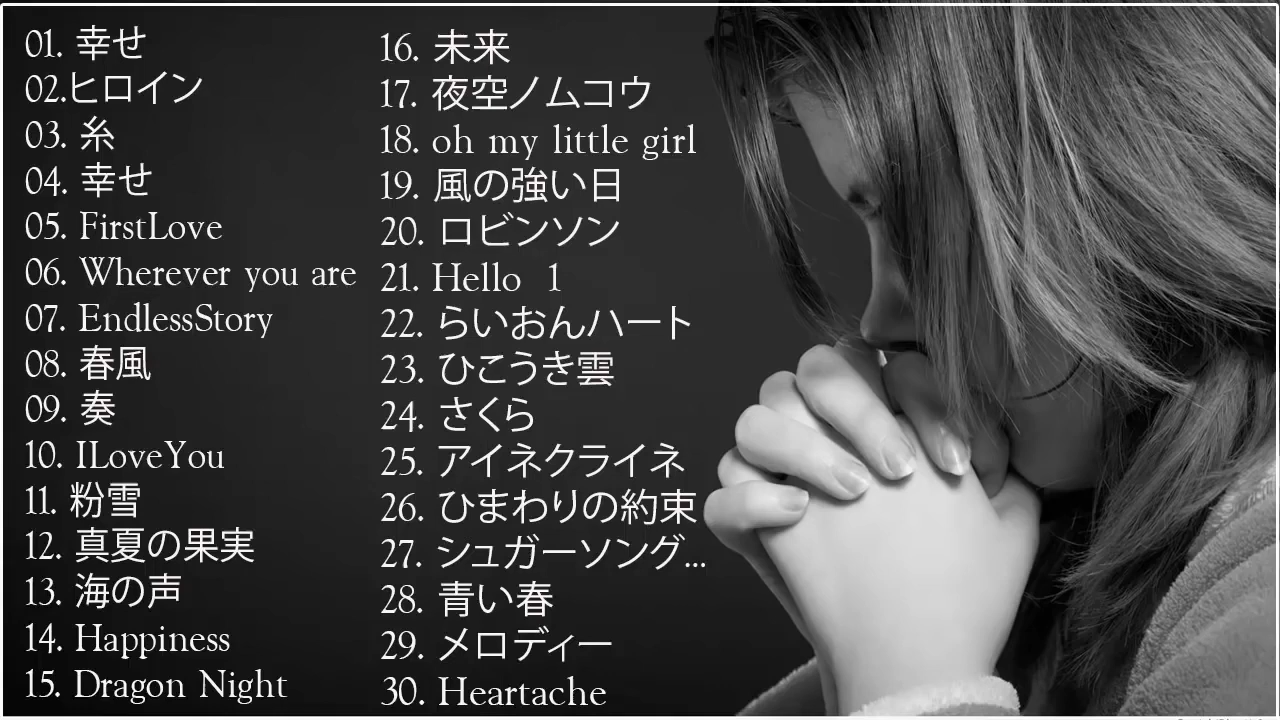 01. 幸せ
02.ヒロイン
03. 糸
04. 幸せ
05. FirstLove
06. Wherever you are
07. EndlessStory
08. 春風
09. 奏
10. ILoveYou
11. 粉雪
12. 真夏の果実
13. 海の声
14. Happiness
15. Dragon Night
16. 未来
17. 夜空ノムコウ
18. oh my little girl
19. 風の強い日
20. ロビンソン
21. Hello 1
22. らいおんハート
23. ひこうき雲
24. さくら
25. アイネクライネ
26. ひまわりの約束
27. シュガーソング...
28. 青い春
29. メロディー
30. Heartache